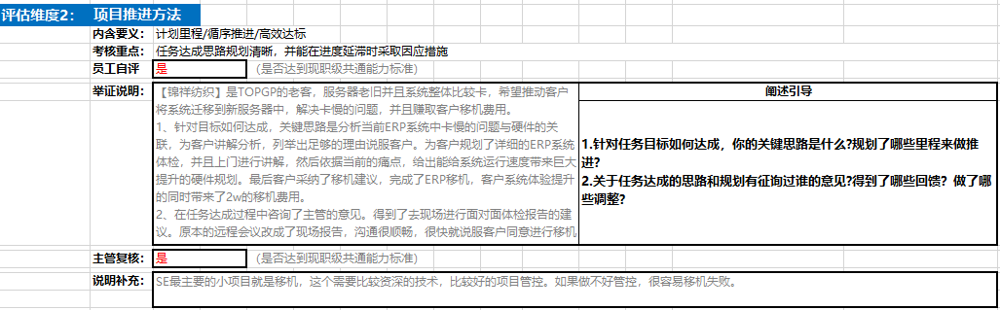 评估维度2： 项目推进方法
内含要义： 计划里程/循序推进/高效达标
考核重点： 任务达成思路规划清晰，并能在进度延滞时采取因应措施
员工自评 是 （是否达到现职级共通能力标准）
举证说明：
【锦祥纺织】是TOPGP的老客，服务器老旧并且系统整体比较卡，希望推动客户
将系统迁移到新服务器中，解决卡慢的问题，并且赚取客户移机费用。
1、针对目标如何达成，关键思路是分析当前ERP系统中卡慢的问题与硬件的关
联，为客户讲解分析，列举出足够的理由说服客户。为客户规划了详细的ERP系统
体检，并且上门进行讲解，然后依据当前的痛点，给出能给系统运行速度带来巨大
提升的硬件规划。最后客户采纳了移机建议，完成了ERP移机，客户系统体验提升
的同时带来了2w的移机费用。
2、在任务达成过程中咨询了主管的意见。得到了去现场进行面对面体检报告的建
议。原本的远程会议改成了现场报告，沟通很顺畅，很快就说服客户同意进行移机
阐述引导
1.针对任务目标如何达成，你的关键思路是什么?规划了哪些里程来做推
进?
2.关于任务达成的思路和规划有征询过谁的意见?得到了哪些回馈？做了哪
些调整?
主管复核： 是 （是否达到现职级共通能力标准）
说明补充： SE最主要的小项目就是移机，这个需要比较资深的技术，比较好的项目管控。如果做不好管控，很容易移机失败。